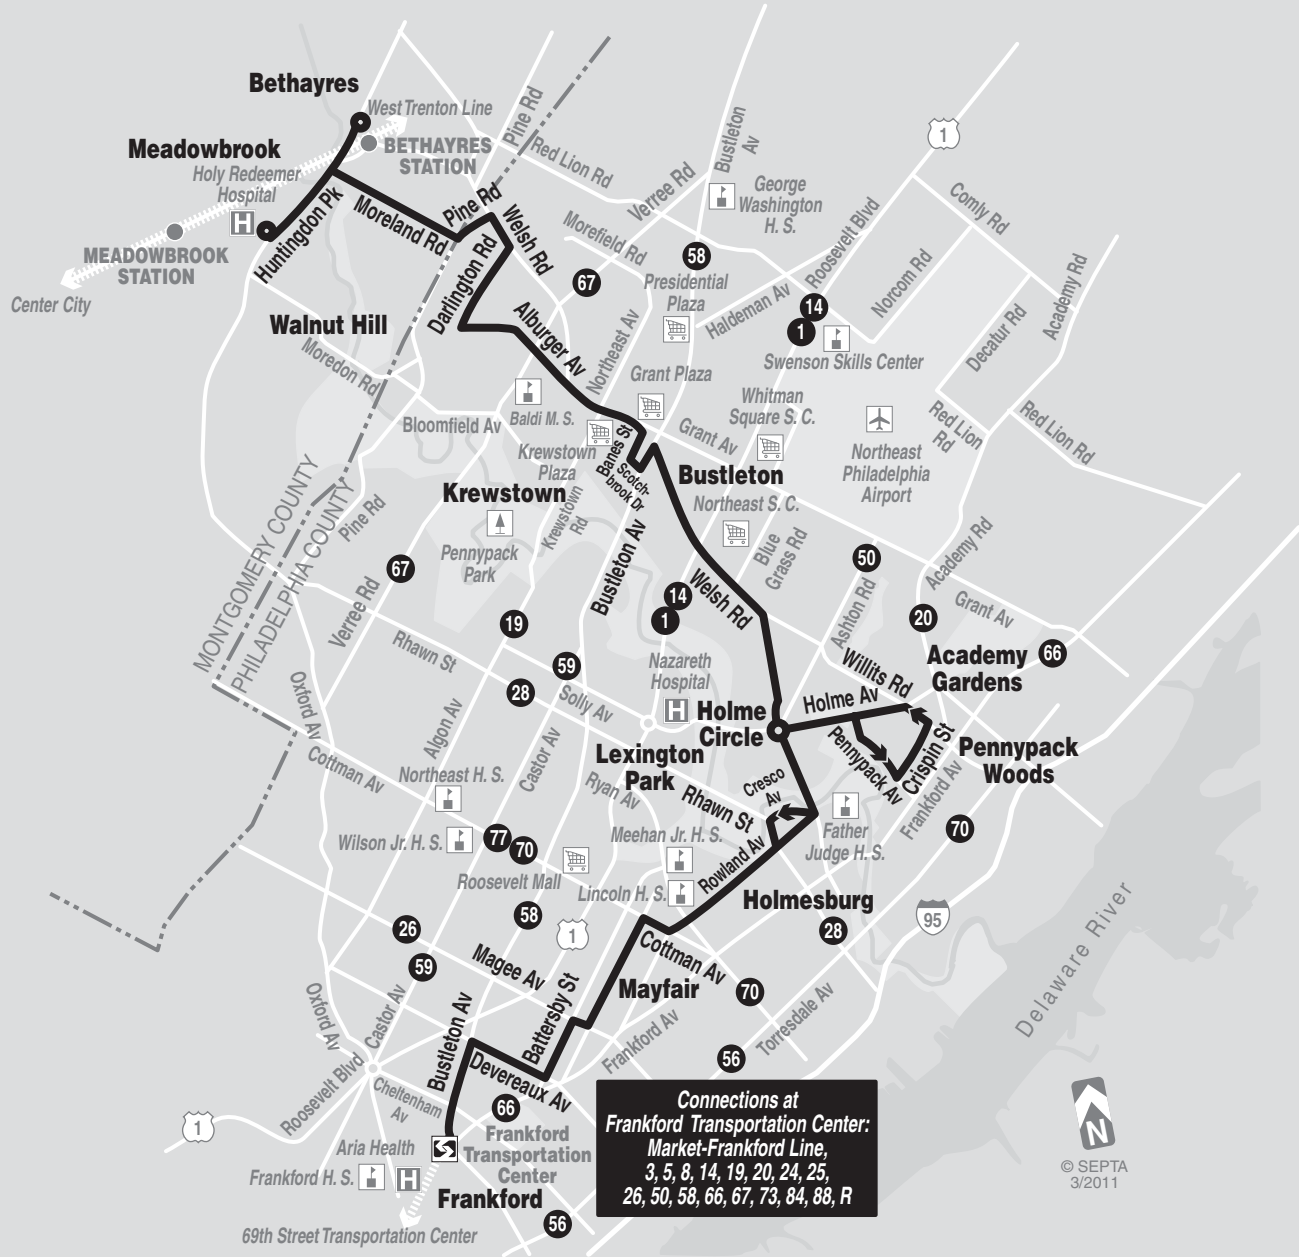 Bethayres
West Trenton Line
Meadowbrook
BETHAYRES
STATION
Holy Redeemer
Hospital
H
MEADOWBROOK
STATION
Center City
Huntingdon Pk
Moreland Rd
Pine Rd
Pine Rd
Red Lion Rd
Verree Rd
Bustleton
Av
George
Washington
H. S.
1
Comly Rd
Roosevelt Blvd
Norcom Rd
Academy Rd
Decatur Rd
Welsh Rd
Morefield Rd
58
67
Presidential
Plaza
Haldeman Av
14
1
Swenson Skills Center
Walnut Hill
Darlington Rd
Alburger Av
Northeast Av
Moredon Rd
Grant Plaza
Whitman
Square S. C.
Bloomfield Av
Baldi M. S.
Grant Av
Red Lion
Rd
Red Lion Rd
Northeast
Philadelphia
Airport
Krewstown
Plaza
Banes St
Scotch-
brook Dr
Bustleton
Northeast S. C.
Krewstown
Krewstown
Rd
Pennypack
Park
MONTGOMERY COUNTY
PHILADELPHIA COUNTY
Pine Rd
67
Verree Rd
Bustleton Av
Blue
Grass Rd
50
Academy Rd
Grant Av
Ashton Rd
20
66
14
1
Welsh Rd
19
59
28
Rhawn St
Solly Av
Nazareth
Hospital
H
Willits Rd
Academy
Gardens
Holme Av
Holme
Circle
Pennypack Av
Crispin St
Pennypack
Woods
Oxford Av
Algon Av
Castor Av
Cottman Av
Lexington
Park
Ryan Av
Cresco
Av
Rhawn St
Frankford Av
Northeast H. S.
Wilson Jr. H. S.
77
70
Meehan Jr. H. S.
Father
Judge H. S.
70
Roosevelt Mall
Lincoln H. S.
Rowland Av
Holmesburg
58
1
28
95
26
59
Magee Av
Cottman Av
Mayfair
70
Delaware River
Oxford Av
Castor Av
Bustleton Av
Battersby St
Frankford Av
Torresdale Av
56
Roosevelt Blvd
Devereaux Av
Cheltenham
Av
66
1
Aria Health
Frankford H. S.
H
Frankford
Transportation
Center
Frankford
69th Street Transportation Center
56
Connections at
Frankford Transportation Center:
Market-Frankford Line,
3, 5, 8, 14, 19, 20, 24, 25,
26, 50, 58, 66, 67, 73, 84, 88, R
N
© SEPTA
3/2011